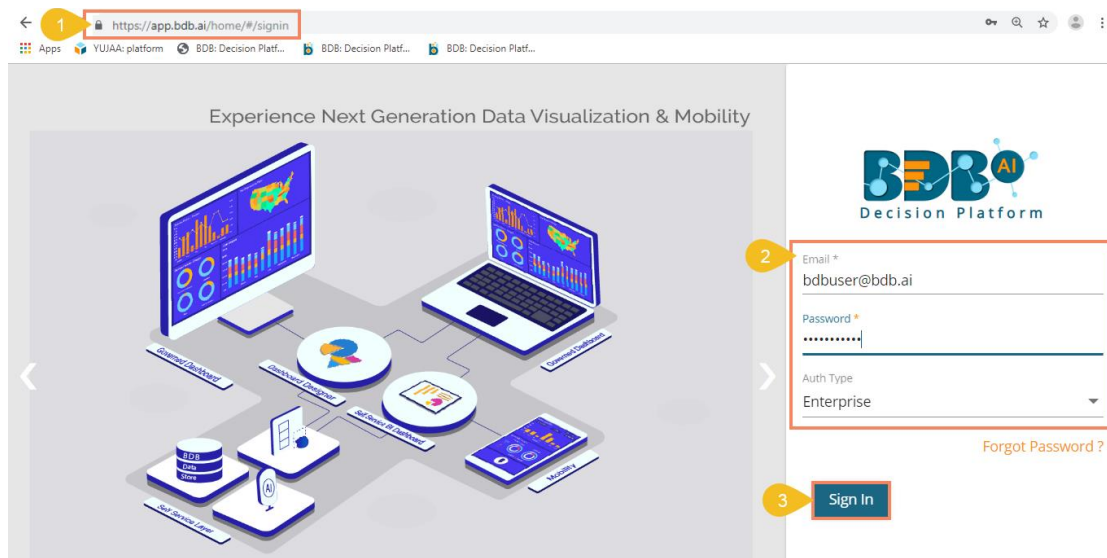 1
https://app.bdb.ai/home/#/signin
Apps YUJAA: platform BDB: Decision Platf... BDB: Decision Platf... BDB: Decision Platf...
Experience Next Generation Data Visualization & Mobility
BDB AI
Decision Platform
2
Email *
bdbuser@bdb.ai
Password *
•••••••••••
Auth Type
Enterprise
Forgot Password ?
3
Sign In
Governed Dashboard
Dashboard Designer
Governed Dashboard
Self Service BI Dashboard
BDB
Data
Store
AI
Mobility
Self Service Layer